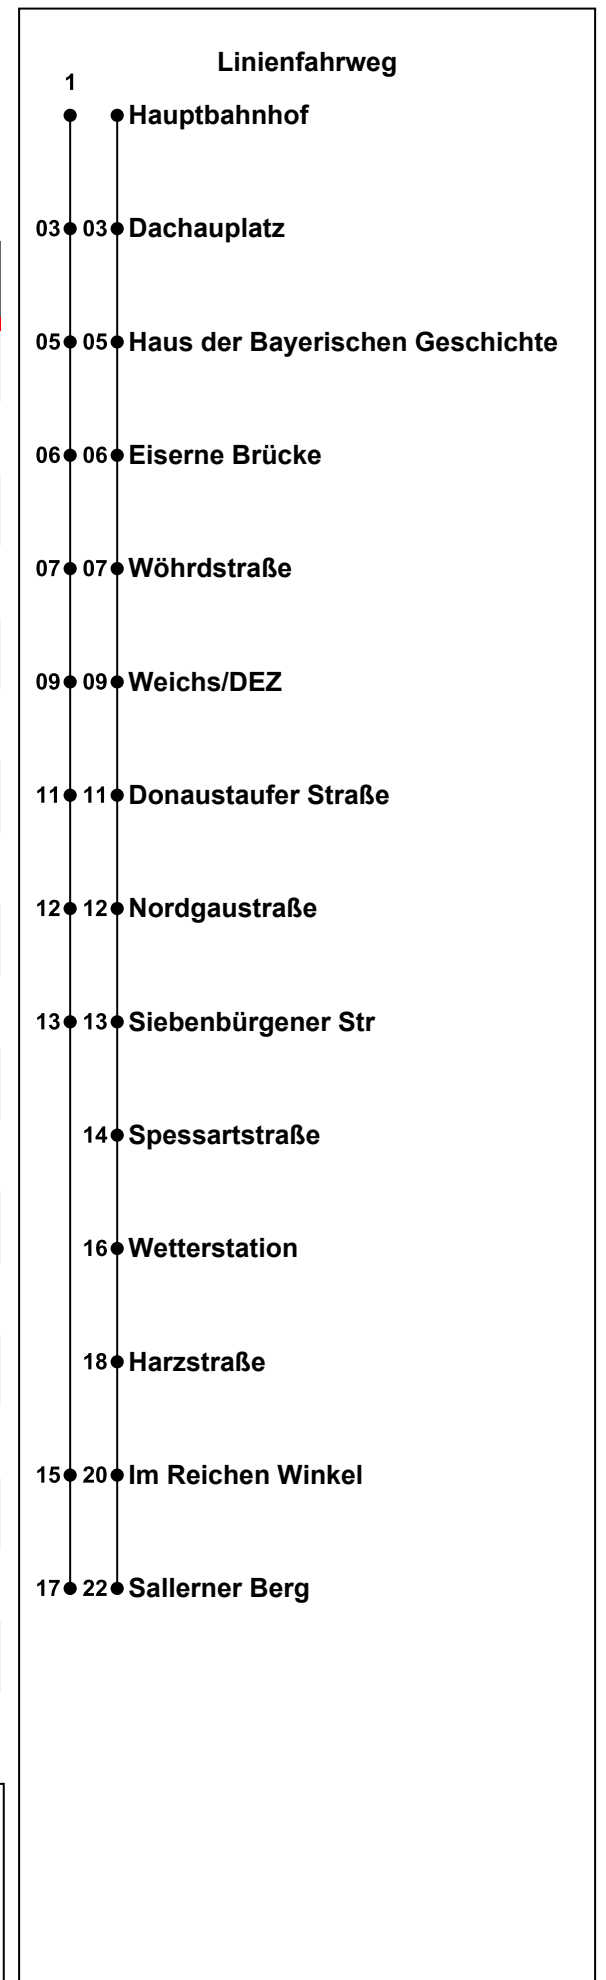 Linienfahrweg
1
Hauptbahnhof
03 03 Dachauplatz
05 05 Haus der Bayerischen Geschichte
06 06 Eiserne Brücke
07 07 Wöhrdstraße
09 09 Weichs/DEZ
11 11 Donaustaufer Straße
12 12 Nordgaustraße
13 13 Siebenbürgener Str
14 Spessartstraße
16 Wetterstation
18 Harzstraße
15 20 Im Reichen Winkel
17 22 Sallerner Berg